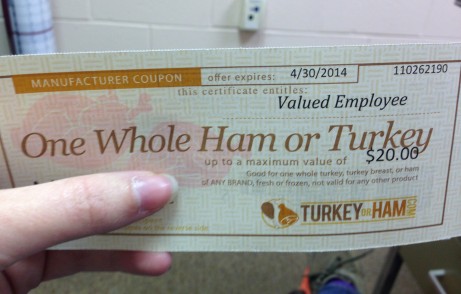 MANUFACTURER COUPON offer expires: 4/30/2014 110262190
this certificate entitles:
Valued Employee
One Whole Ham or Turkey
up to a maximum value of $20.00
Good for one whole turkey, turkey breast, or ham
of ANY BRAND, fresh or frozen, not valid for any other product
TURKEY OR HAM .COM